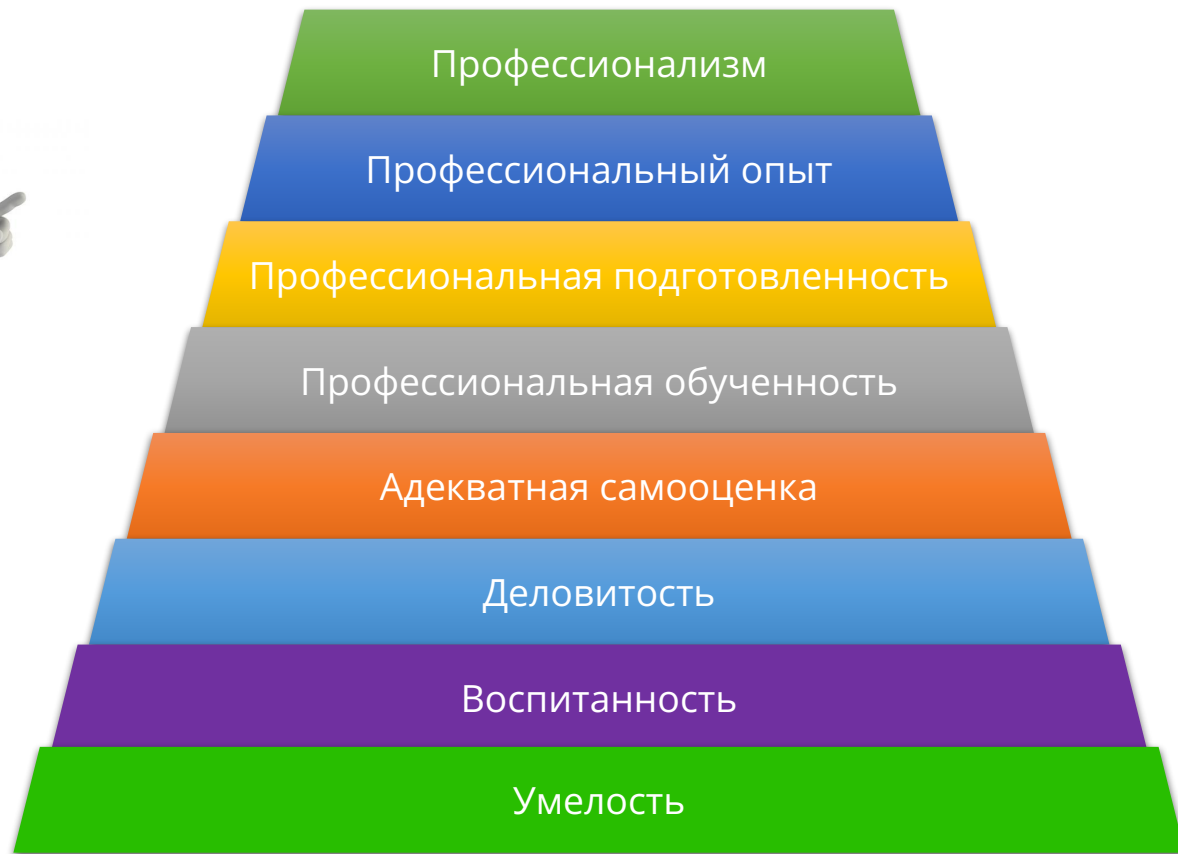 Профессионализм
Профессиональный опыт
Профессиональная подготовленность
Профессиональная обученность
Адекватная самооценка
Деловитость
Воспитанность
Умелость